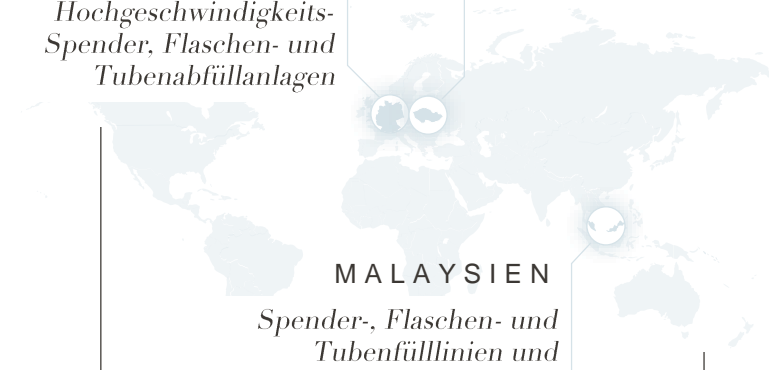 Hochgeschwindigkeits-
Spender, Flaschen- und
Tubenabfüllanlagen
MALAYSIEN
Spender-, Flaschen- und
Tubenfülllinien und